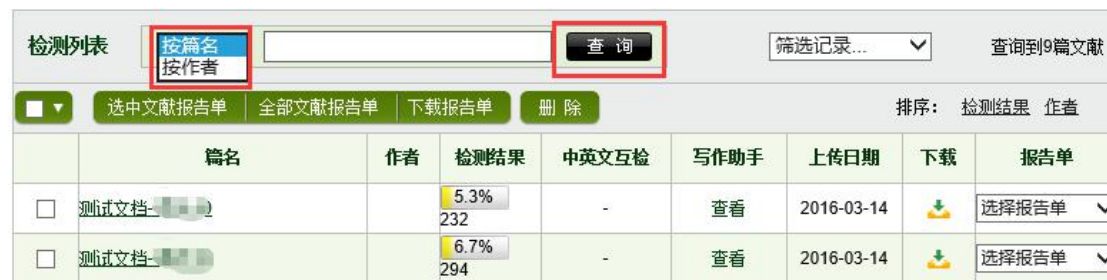 检测列表 按篇名 查 询 筛选记录... 查询到9篇文献
按作者
选中文献报告单 全部文献报告单 下载报告单 删 除 排序： 检测结果 作者
篇名 作者 检测结果 中英文互检 写作助手 上传日期 下载 报告单
测试文档- 5.3% - 查看 2016-03-14 选择报告单
232
测试文档- 6.7% - 查看 2016-03-14 选择报告单
294